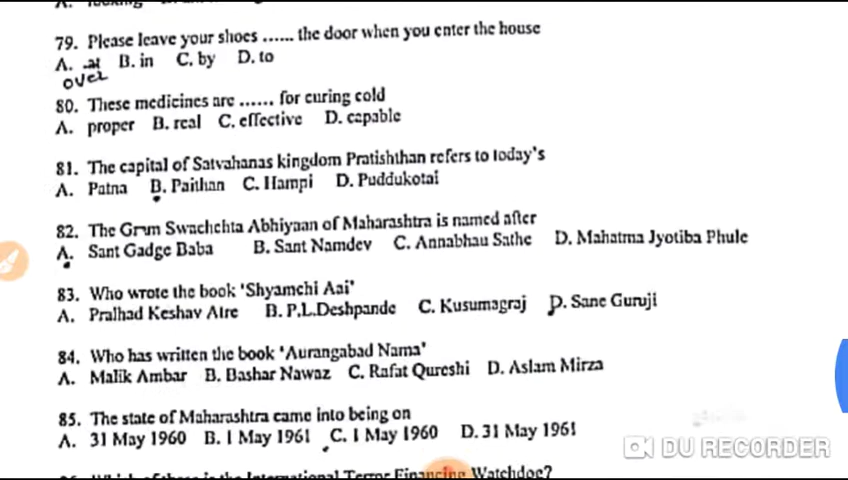 79. Please leave your shoes ...... the door when you enter the house
A. at B. in C. by D. to
over
80. These medicines are ...... for curing cold
A. proper B. real C. effective D. capable
81. The capital of Satvahanas kingdom Pratishthan refers to today's
A. Patna B. Paithan C. Hampi D. Puddukotai
82. The Gram Swachchta Abhiyaan of Maharashtra is named after
A. Sant Gadge Baba B. Sant Namdev C. Annabhau Sathe D. Mahatma Jyotiba Phule
83. Who wrote the book 'Shyamchi Aai'
A. Pralhad Keshav Atre B. P.L.Deshpande C. Kusumagraj D. Sane Guruji
84. Who has written the book 'Aurangabad Nama'
A. Malik Ambar B. Bashar Nawaz C. Rafat Qureshi D. Aslam Mirza
85. The state of Maharashtra came into being on
A. 31 May 1960 B. 1 May 1961 C. 1 May 1960 D. 31 May 1961
DU RECORDER
International Terror Financing Watchdog?